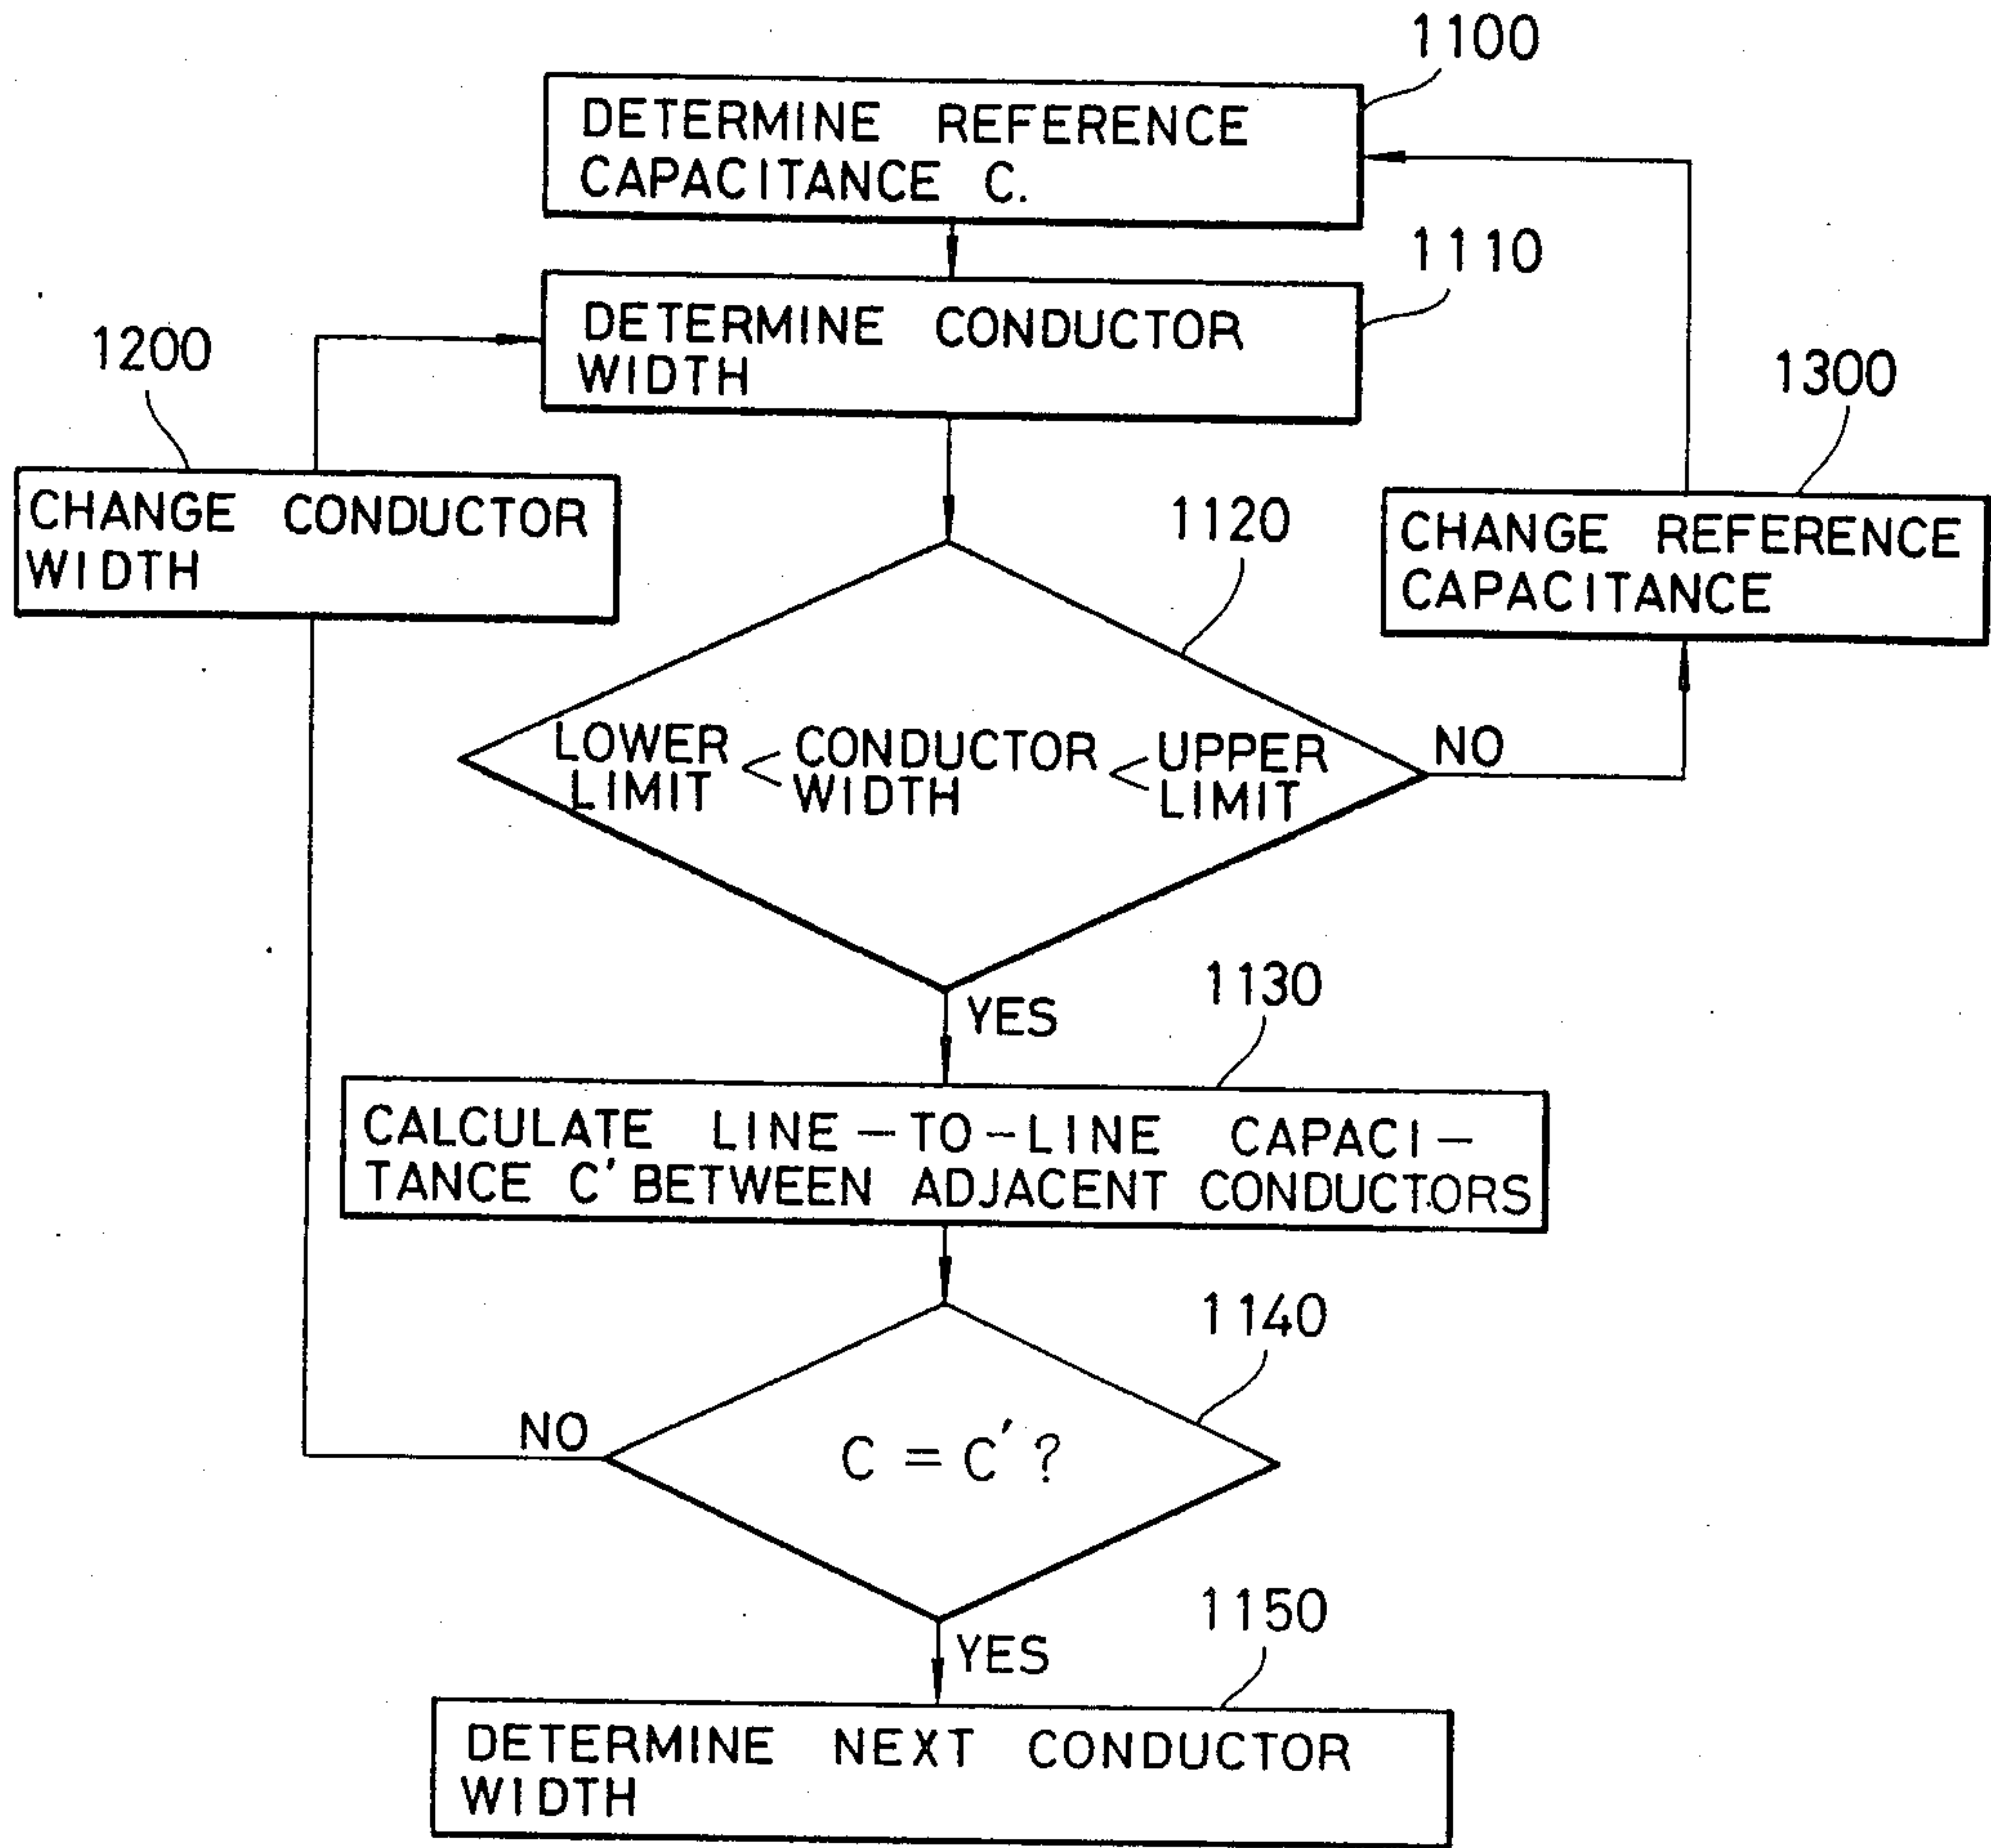 1100
DETERMINE REFERENCE
CAPACITANCE C.
1110
DETERMINE CONDUCTOR
WIDTH
1200
CHANGE CONDUCTOR
WIDTH
1300
CHANGE REFERENCE
CAPACITANCE
1120
LOWER LIMIT < CONDUCTOR WIDTH < UPPER LIMIT
NO
YES
1130
CALCULATE LINE-TO-LINE CAPACI-
TANCE C' BETWEEN ADJACENT CONDUCTORS
1140
C = C'?
NO
YES
1150
DETERMINE NEXT CONDUCTOR
WIDTH